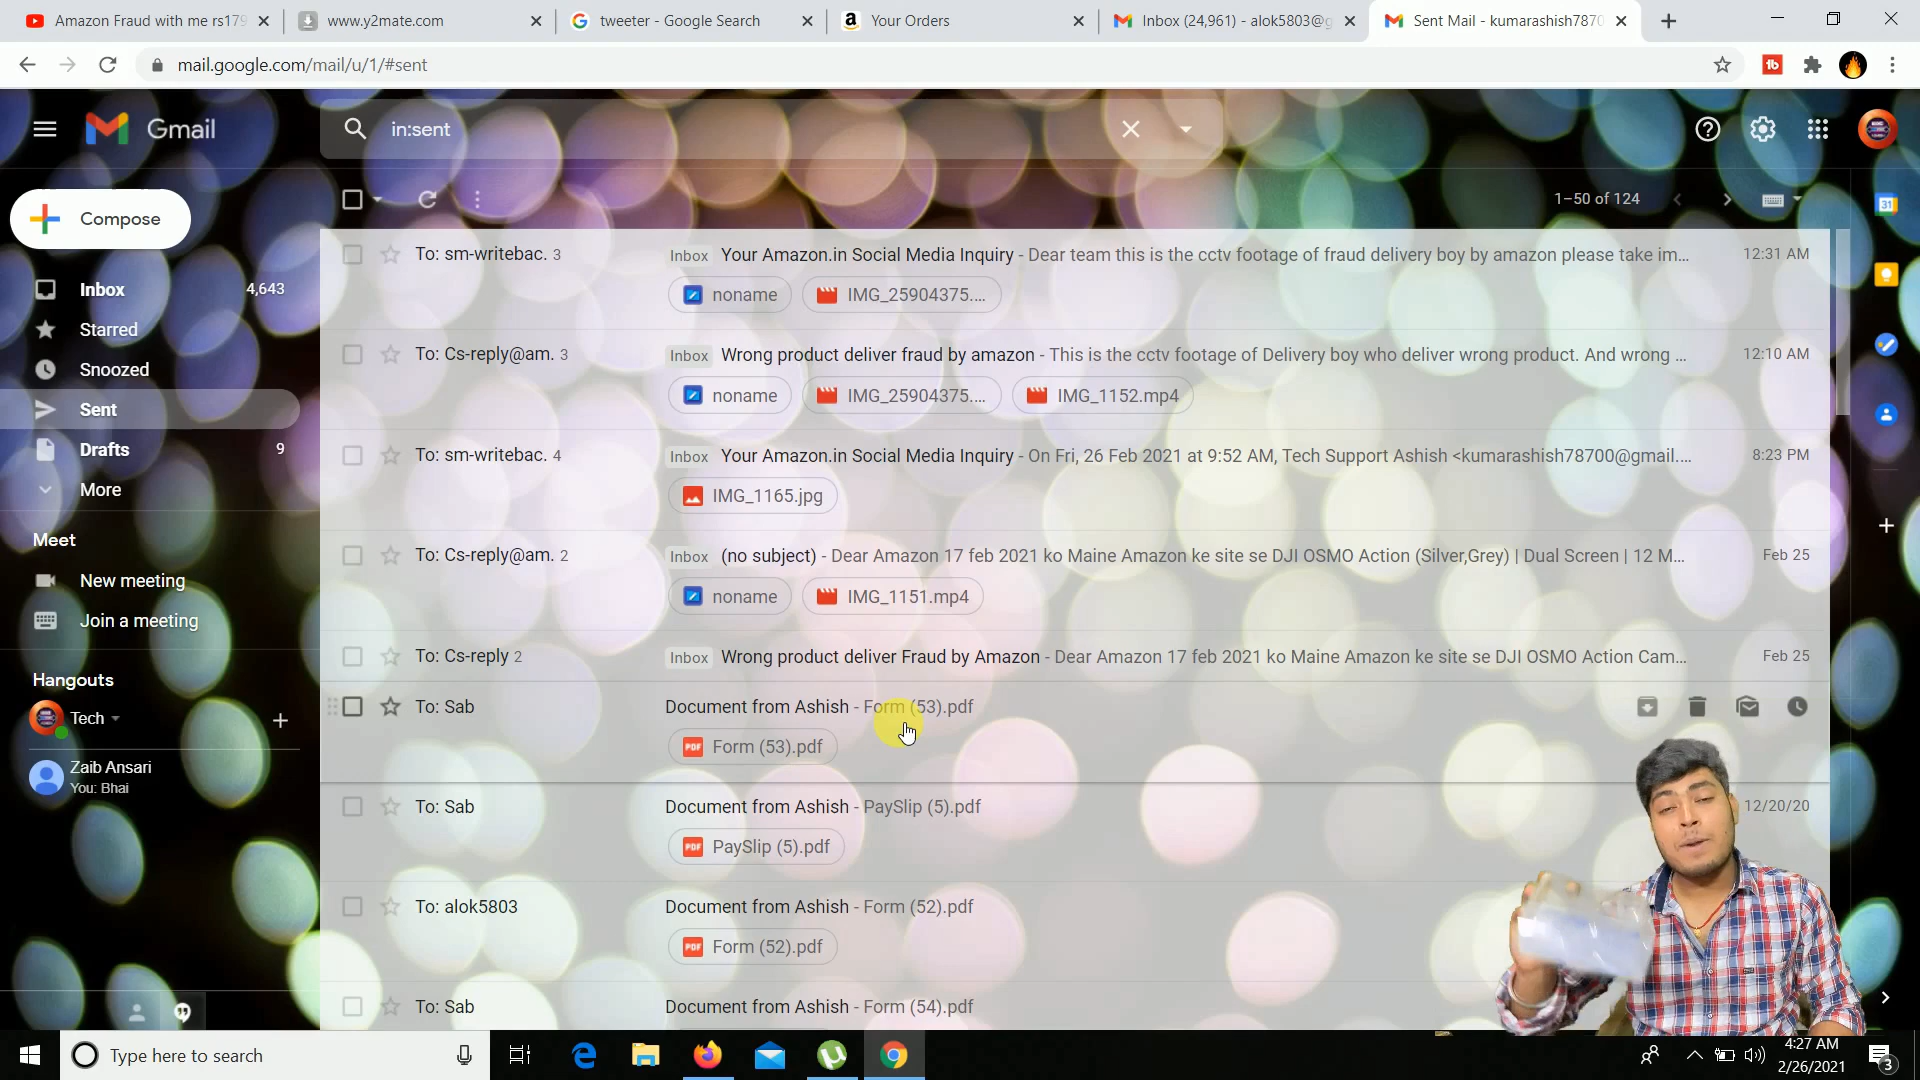 Amazon Fraud with me rs179
www.y2mate.com
tweeter - Google Search
Your Orders
Inbox (24,961) - alok5803@g
Sent Mail - kumarashish7870
mail.google.com/mail/u/1/#sent
Gmail
in:sent
Compose
1–50 of 124
Inbox 4,643
Starred
Snoozed
Sent
Drafts 9
More
Meet
New meeting
Join a meeting
Hangouts
Tech
Zaib Ansari
You: Bhai
To: sm-writebac. 3 Inbox Your Amazon.in Social Media Inquiry - Dear team this is the cctv footage of fraud delivery boy by amazon please take im... 12:31 AM
noname IMG_25904375....
To: Cs-reply@am. 3 Inbox Wrong product deliver fraud by amazon - This is the cctv footage of Delivery boy who deliver wrong product. And wrong ... 12:10 AM
noname IMG_25904375.... IMG_1152.mp4
To: sm-writebac. 4 Inbox Your Amazon.in Social Media Inquiry - On Fri, 26 Feb 2021 at 9:52 AM, Tech Support Ashish <kumarashish78700@gmail.... 8:23 PM
IMG_1165.jpg
To: Cs-reply@am. 2 Inbox (no subject) - Dear Amazon 17 feb 2021 ko Maine Amazon ke site se DJI OSMO Action (Silver,Grey) | Dual Screen | 12 M... Feb 25
noname IMG_1151.mp4
To: Cs-reply 2 Inbox Wrong product deliver Fraud by Amazon - Dear Amazon 17 feb 2021 ko Maine Amazon ke site se DJI OSMO Action Cam... Feb 25
To: Sab Document from Ashish - Form (53).pdf
PDF Form (53).pdf
To: Sab Document from Ashish - PaySlip (5).pdf 12/20/20
PDF PaySlip (5).pdf
To: alok5803 Document from Ashish - Form (52).pdf
PDF Form (52).pdf
To: Sab Document from Ashish - Form (54).pdf
31
Type here to search
4:27 AM
2/26/2021
3